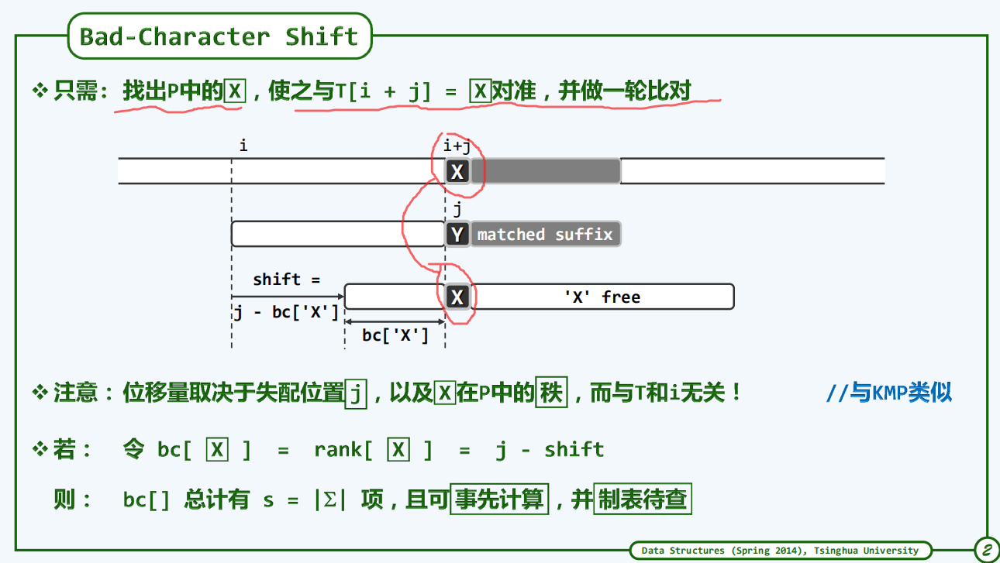 Bad-Character Shift
❖ 只需：找出P中的X，使之与T[i + j] = X对准，并做一轮比对
i
i+j
X
j
Y matched suffix
shift =
X 'X' free
j - bc['X']
bc['X']
❖ 注意：位移量取决于失配位置j，以及X在P中的秩，而与T和i无关！ //与KMP类似
❖ 若： 令 bc[ X ] = rank[ X ] = j - shift
则： bc[] 总计有 s = |Σ| 项，且可事先计算，并制表待查
Data Structures (Spring 2014), Tsinghua University
2